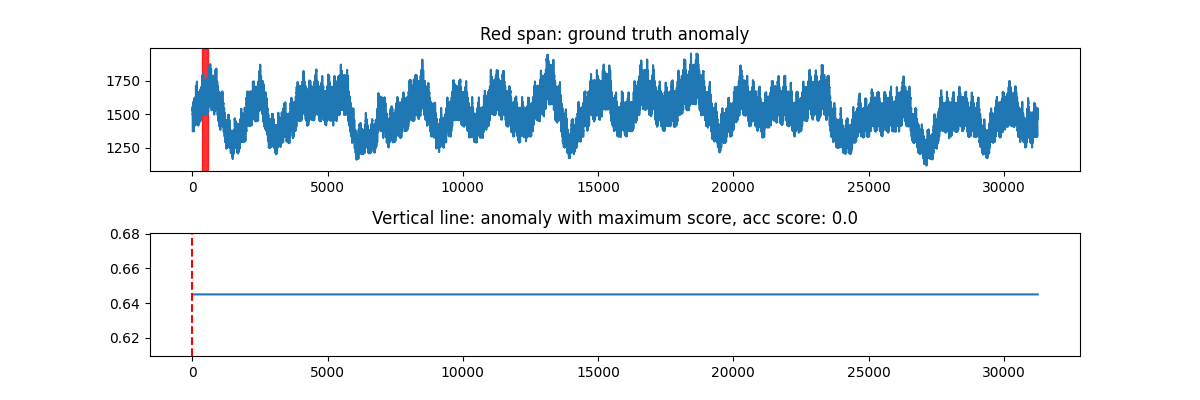 Red span: ground truth anomaly
1750
1500
1250
0 5000 10000 15000 20000 25000 30000
Vertical line: anomaly with maximum score, acc score: 0.0
0.68
0.66
0.64
0.62
0 5000 10000 15000 20000 25000 30000